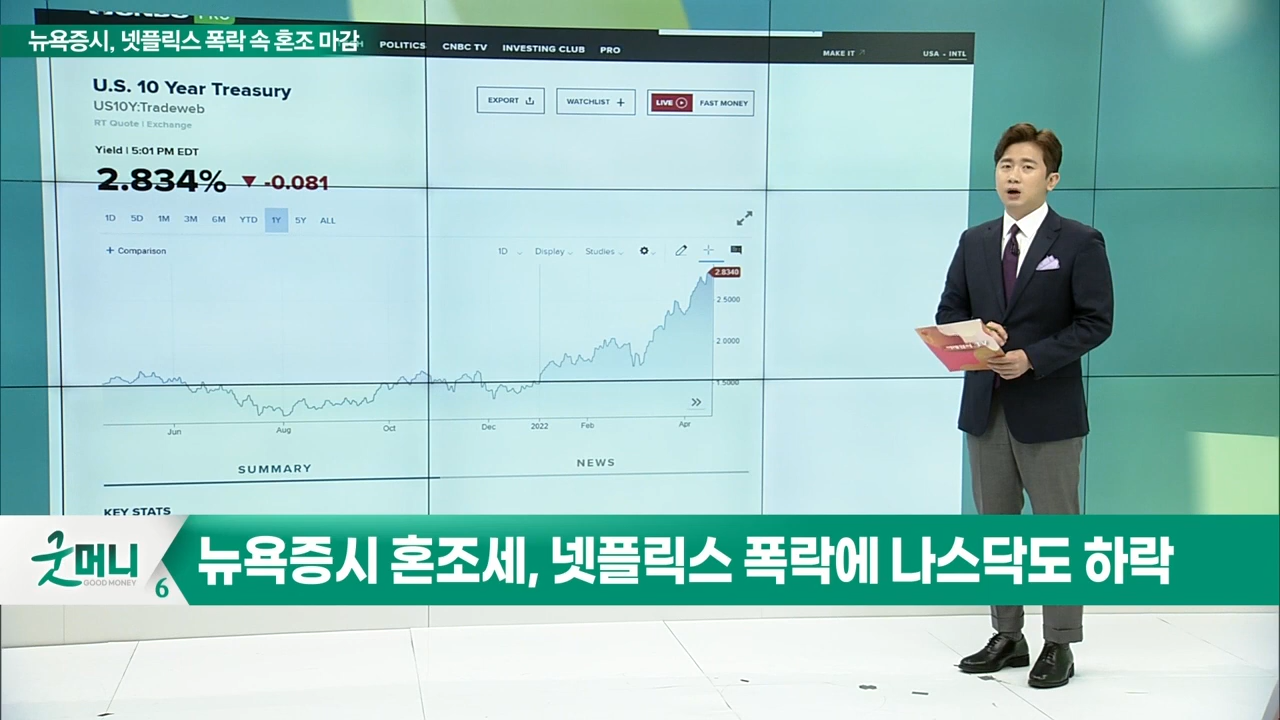 뉴욕증시, 넷플릭스 폭락 속 혼조 마감
POLITICS CNBC TV INVESTING CLUB PRO
MAKE IT USA • INTL
U.S. 10 Year Treasury
US10Y:Tradeweb
RT Quote | Exchange
EXPORT WATCHLIST + LIVE FAST MONEY
Yield | 5:01 PM EDT
2.834% ▼ -0.081
1D 5D 1M 3M 6M YTD 1Y 5Y ALL
+ Comparison 1D Display Studies
2.8340
2.5000
2.0000
1.5000
Jun Aug Oct Dec 2022 Feb Apr
SUMMARY NEWS
KEY STATS
굿머니
GOOD MONEY
6
뉴욕증시 혼조세, 넷플릭스 폭락에 나스닥도 하락